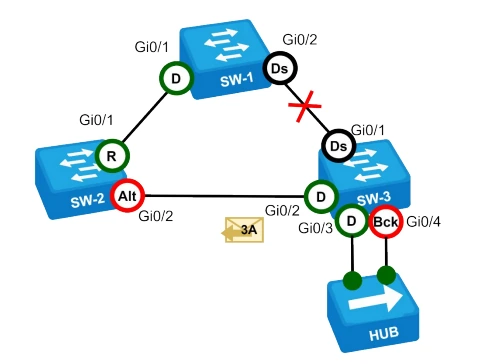 Gi0/1
Gi0/2
D
SW-1
Ds
Gi0/1
Gi0/1
R
Ds
SW-2
Alt
Gi0/2
Gi0/2
D
SW-3
3A
Gi0/3
D
Bck
Gi0/4
HUB